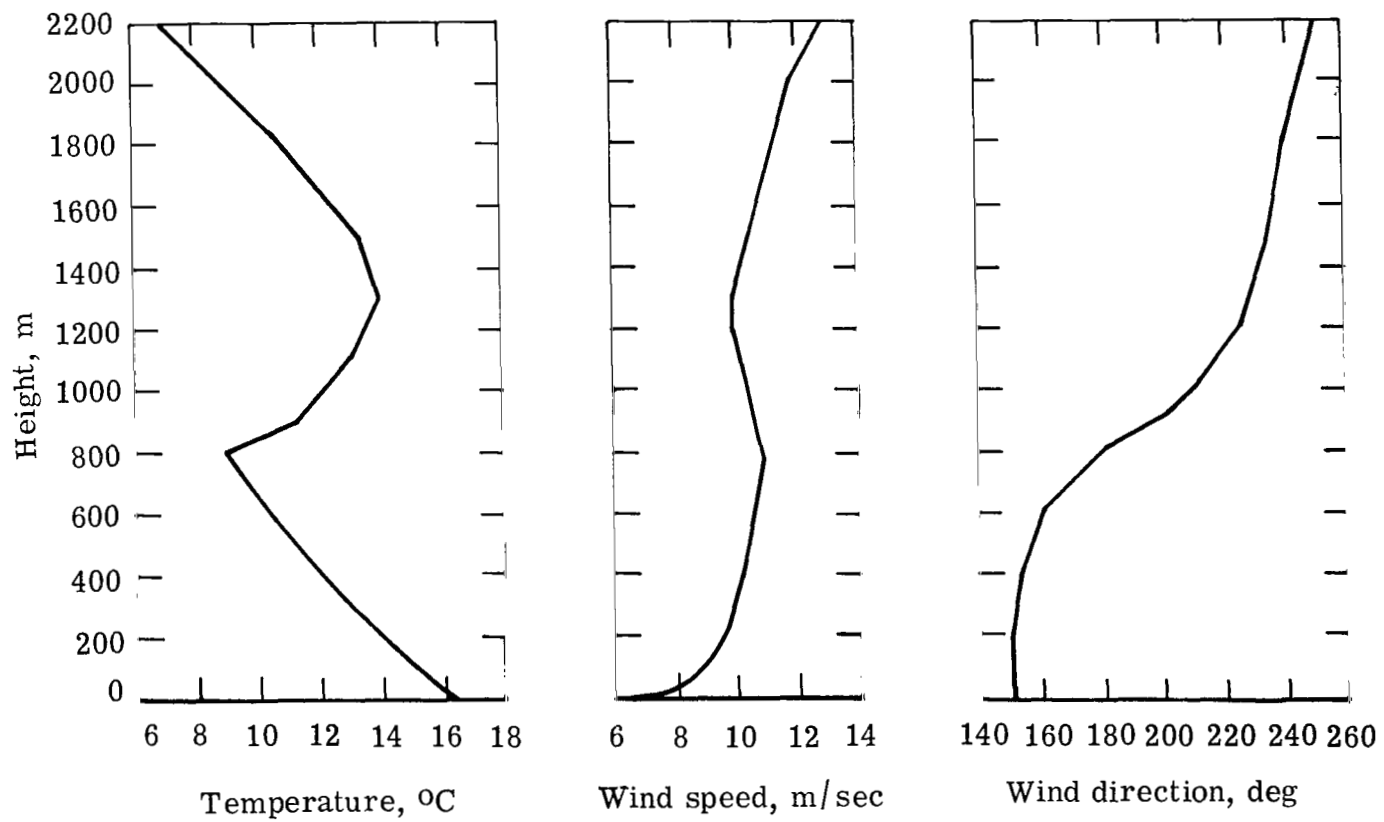 Height, m
2200
2000
1800
1600
1400
1200
1000
800
600
400
200
0
6 8 10 12 14 16 18
Temperature, ºC
6 8 10 12 14
Wind speed, m/sec
140 160 180 200 220 240 260
Wind direction, deg